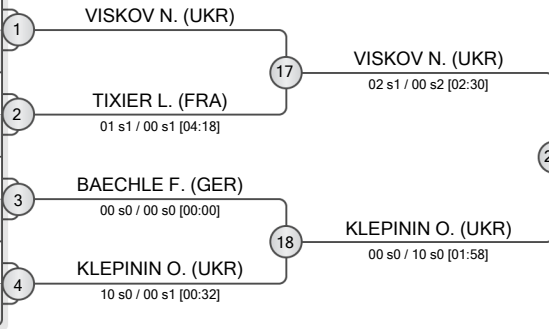 1
VISKOV N. (UKR)
17
VISKOV N. (UKR)
02 s1 / 00 s2 [02:30]
2
TIXIER L. (FRA)
01 s1 / 00 s1 [04:18]
3
BAECHLE F. (GER)
00 s0 / 00 s0 [00:00]
18
KLEPININ O. (UKR)
00 s0 / 10 s0 [01:58]
4
KLEPININ O. (UKR)
10 s0 / 00 s1 [00:32]